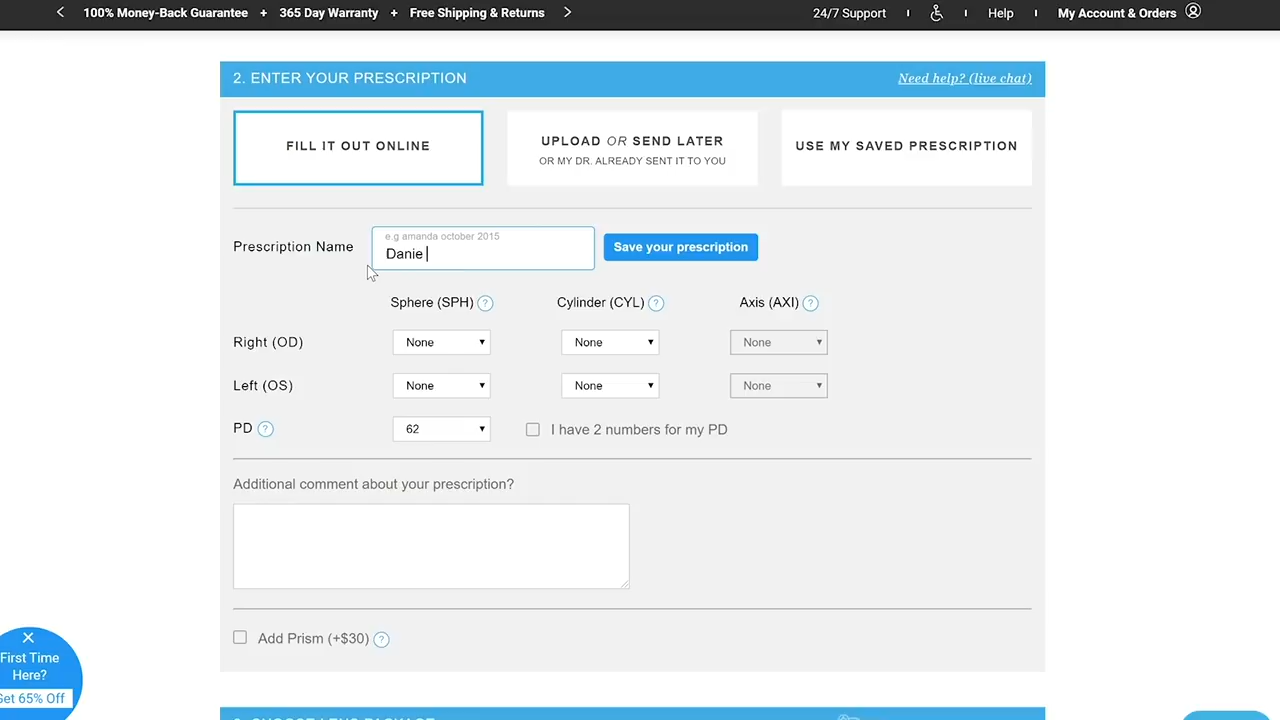 100% Money-Back Guarantee + 365 Day Warranty + Free Shipping & Returns 24/7 Support Help My Account & Orders
2. ENTER YOUR PRESCRIPTION Need help? (live chat)
FILL IT OUT ONLINE
UPLOAD OR SEND LATER
OR MY DR. ALREADY SENT IT TO YOU
USE MY SAVED PRESCRIPTION
Prescription Name
e.g amanda october 2015
Danie
Save your prescription
Sphere (SPH) ? Cylinder (CYL) ? Axis (AXI) ?
Right (OD) None None None
Left (OS) None None None
PD ? 62 I have 2 numbers for my PD
Additional comment about your prescription?
Add Prism (+$30) ?
First Time
Here?
Get 65% Off